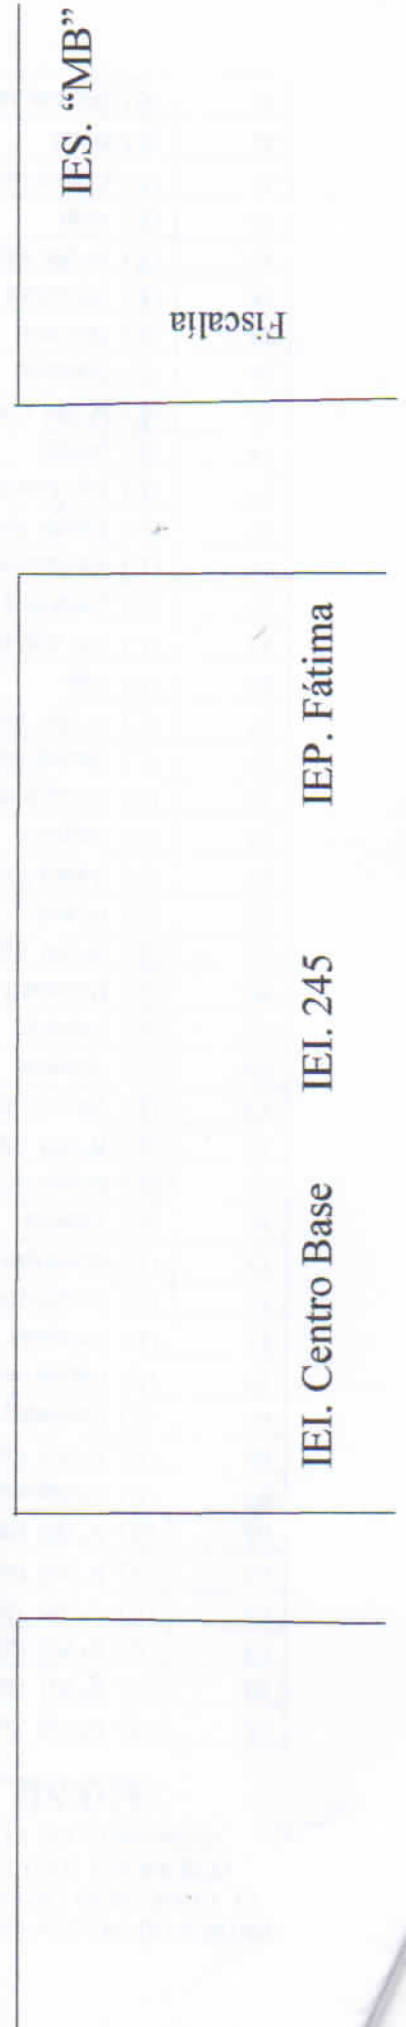 IES. “MB”
Fiscalía
IEI. Centro Base
IEI. 245
IEP. Fátima